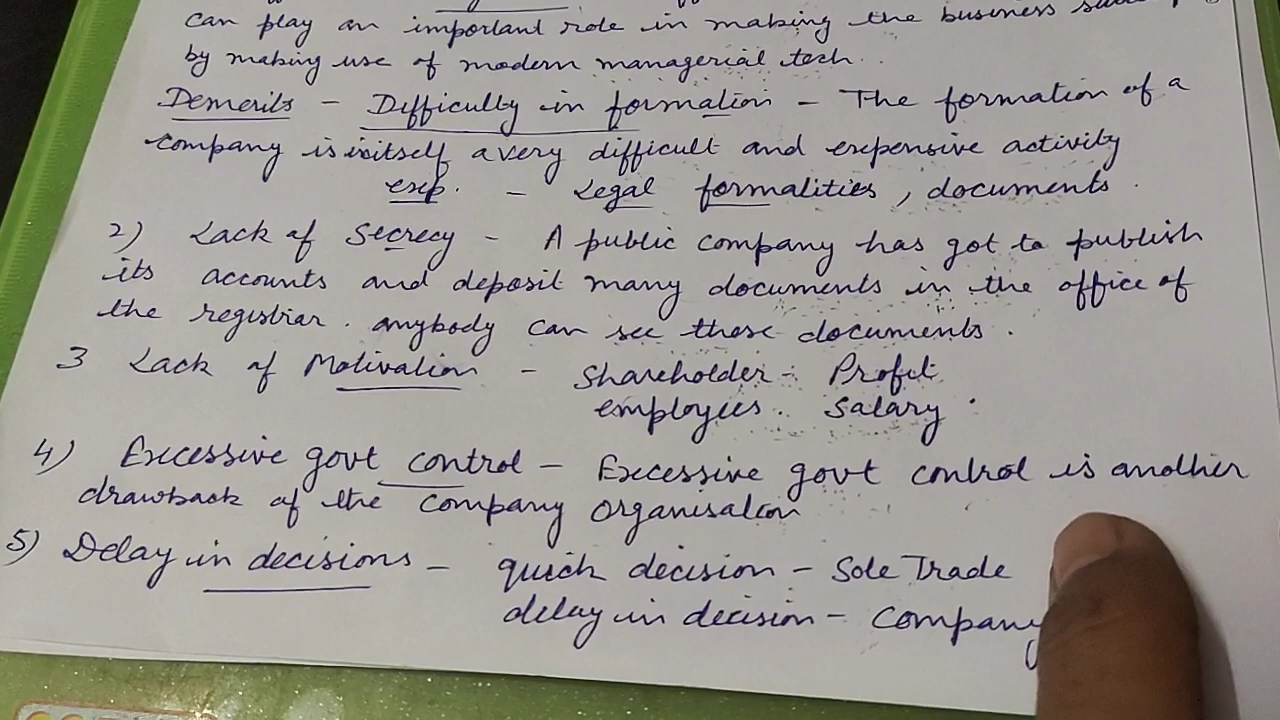 can play an important role in making the business
by making use of modern managerial tech..
Demerits - Difficulty in formation - The formation of a
company is initself a very difficult and expensive activity
exp. - Legal formalities, documents.
2) Lack of Secrecy - A public company has got to publish
its accounts and deposit many documents in the office of
the registrar. anybody can see these documents.
3 Lack of Motivation - Shareholder - Profit
employees.. Salary.
4) Excessive govt control - Excessive govt control is another
drawback of the company organisation
5) Delay in decisions - quick decision - Sole Trade
delay in decision - Company